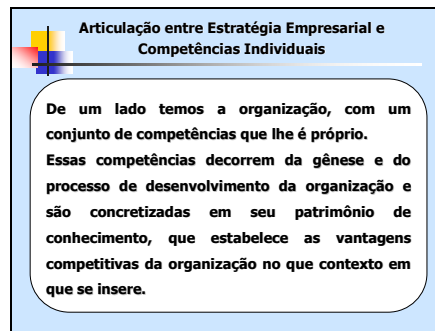 Articulação entre Estratégia Empresarial e
Competências Individuais
De um lado temos a organização, com um
conjunto de competências que lhe é próprio.
Essas competências decorrem da gênese e do
processo de desenvolvimento da organização e
são concretizadas em seu patrimônio de
conhecimento, que estabelece as vantagens
competitivas da organização no que contexto em
que se insere.